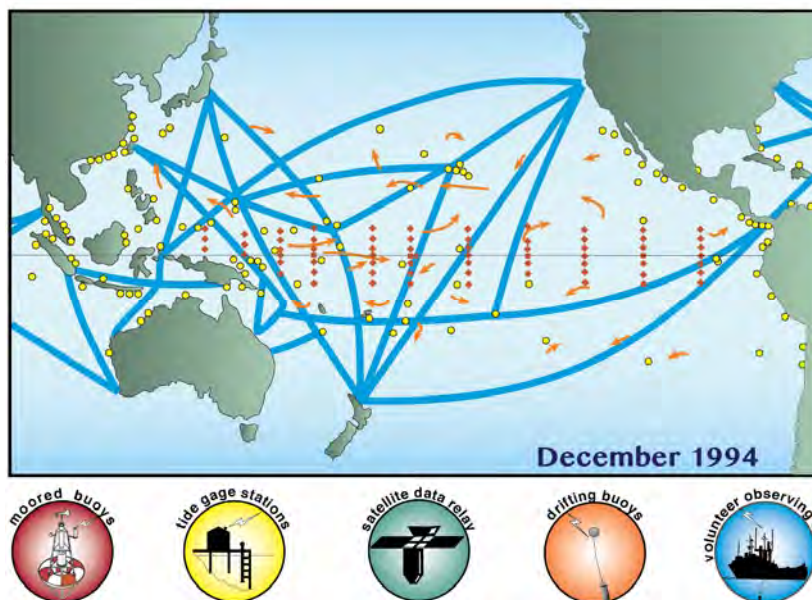 December 1994
moored buoys
tide gage stations
satellite data relay
drifting buoys
volunteer observing